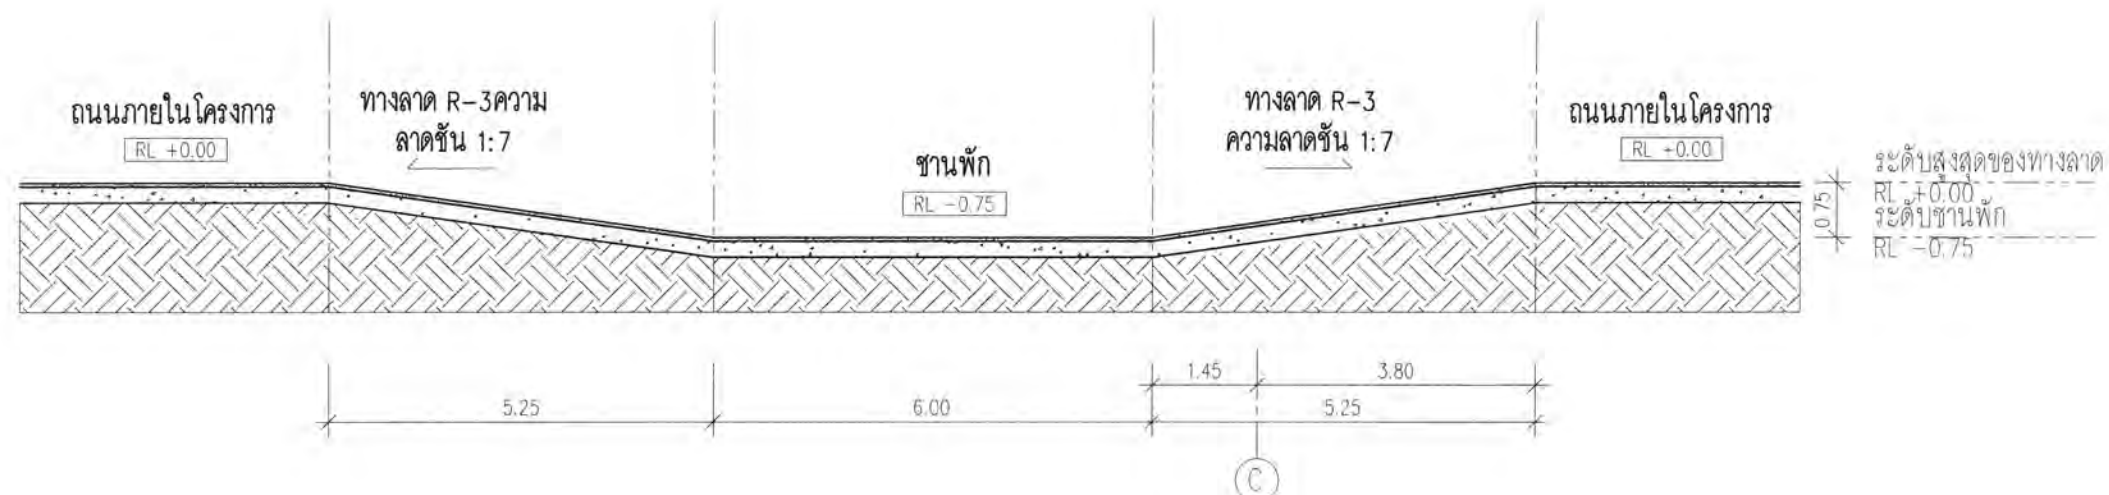 ถนนภายในโครงการ
RL +0.00
ทางลาด R-3ความ
ลาดชัน 1:7
ชานพัก
RL -0.75
ทางลาด R-3
ความลาดชัน 1:7
ถนนภายในโครงการ
RL +0.00
0.75
ระดับสูงสุดของทางลาด
RL +0.00
ระดับชานพัก
RL -0.75
1.45
3.80
5.25
6.00
5.25
C